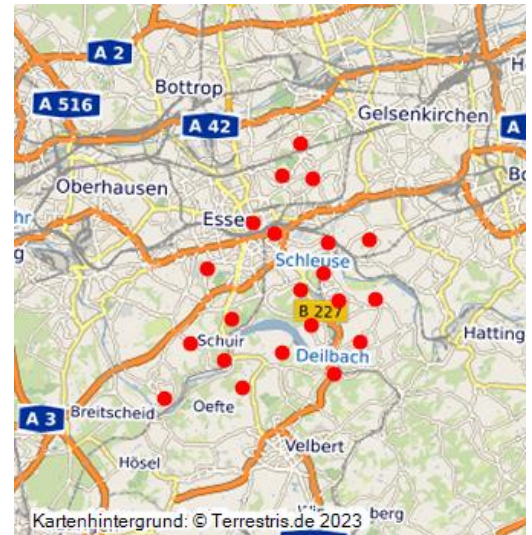 A 2
Bottrop
A 516
Gelsenkirchen
A 42
A
Oberhausen
Esse
Schleuse
B 227
Schuir
Hatting
Deilbach
Breitscheid
Oefte
A 3
Velbert
Hösel
Kartenhintergrund: © Terrestris.de 2023